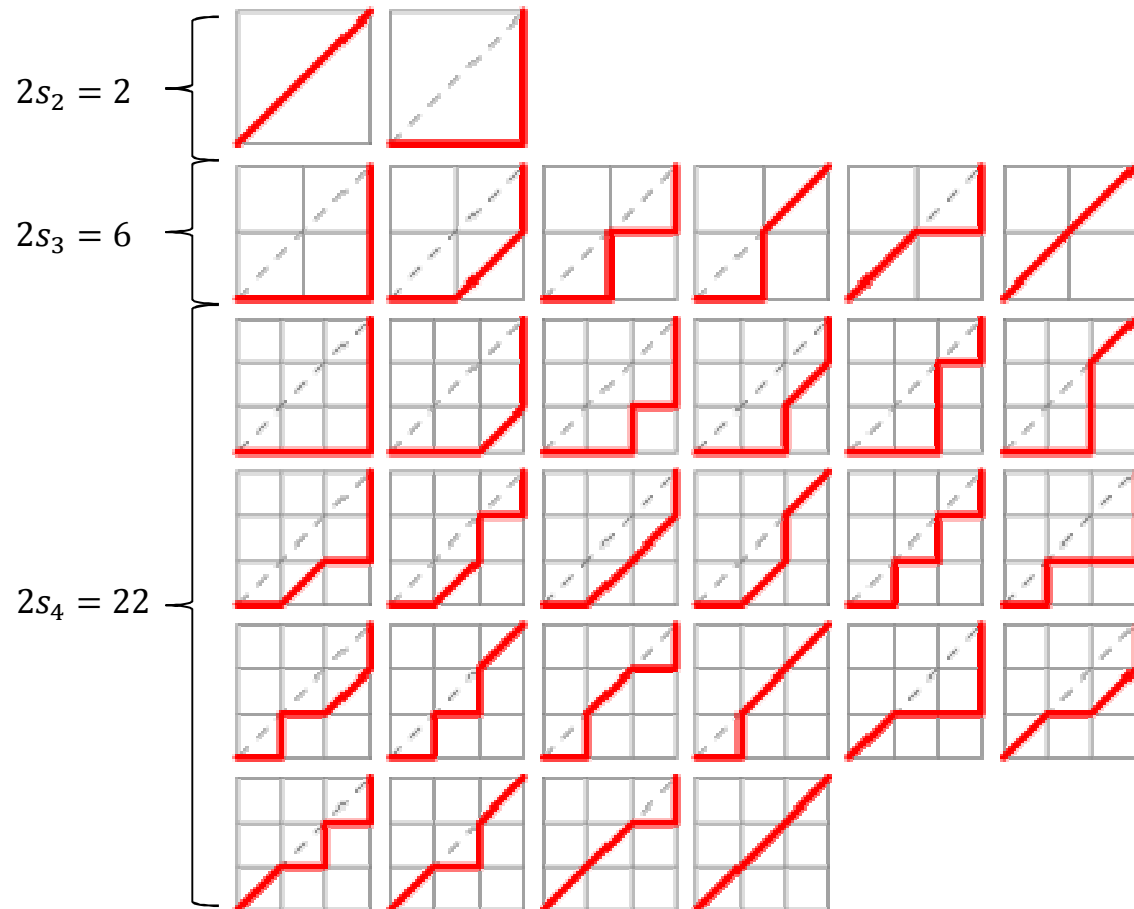 2s₂ = 2
2s₃ = 6
2s₄ = 22